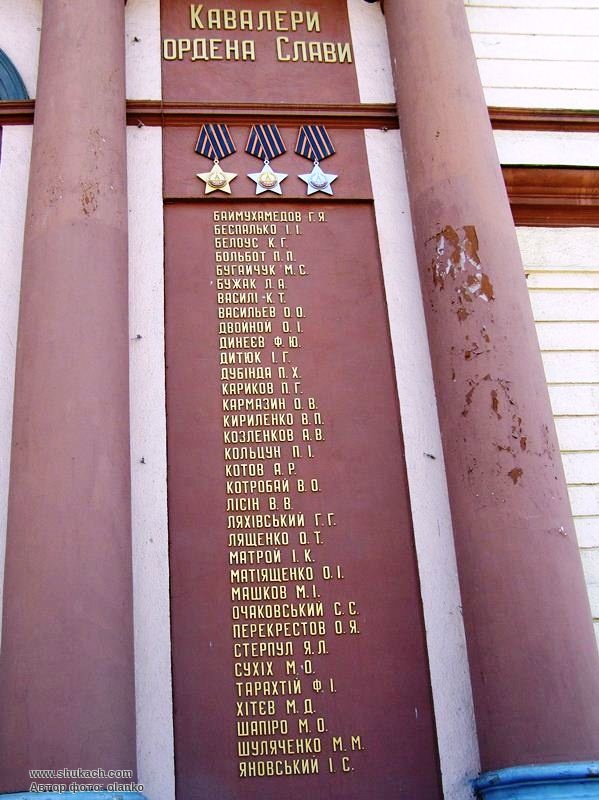 Кавалери
ордена Слави
БАЙМУХАМЕДОВ Г.Я.
БЕСПАЛЬКО І.І.
БЕЛОУС К.Г.
БОЛЬБОТ П.П.
БУГАЙЧУК М.С.
БУЖАК Л.А.
ВАСИЛІ К.Т.
ВАСИЛЬЕВ О.О.
ДВОЙНОЙ О.І.
ДИНЕЄВ Ф.Ю.
ДИТЮК І.Г.
ДУБІНДА П.Х.
КАРИКОВ П.Г.
КАРМАЗИН О.В.
КИРИЛЕНКО В.П.
КОЗЛЕНКОВ А.В.
КОЛЬЦУН П.І.
КОТОВ А.Р.
КОТРОБАЙ В.О.
ЛІСІН В.В.
ЛЯХІВСЬКИЙ Г.Г.
ЛЯЩЕНКО О.Т.
МАТРОЙ І.К.
МАТІЯЩЕНКО О.І.
МАШКОВ М.І.
ОЧАКОВСЬКИЙ С.С.
ПЕРЕКРЕСТОВ О.Я.
СТЕРПУЛ Я.Л.
СУХІХ М.О.
ТАРАХТІЙ Ф.І.
ХІТЄВ М.Д.
ШАПІРО М.О.
ШУЛЯЧЕНКО М.М.
ЯНОВСЬКИЙ І.С.
www.shukach.com
Автор фото: olanko